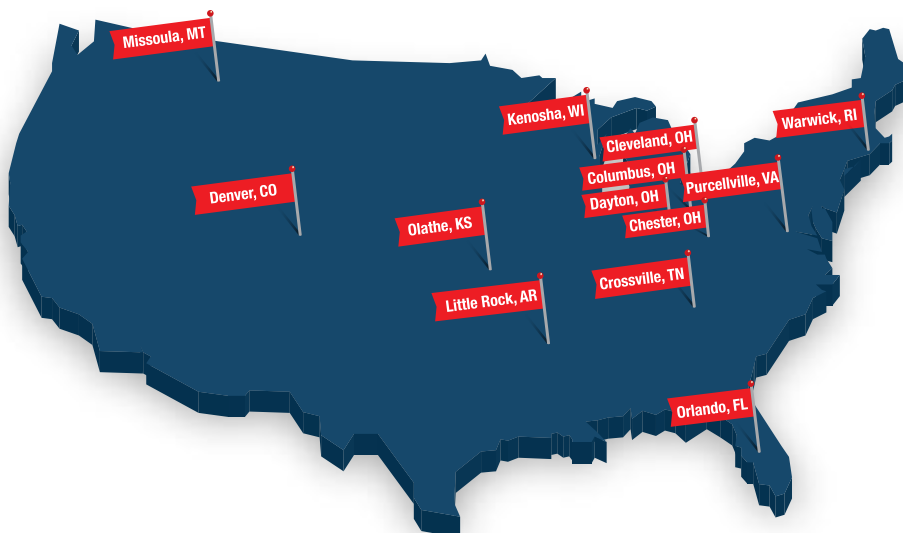 Missoula, MT
Kenosha, WI
Warwick, RI
Cleveland, OH
Columbus, OH
Purcellville, VA
Denver, CO
Dayton, OH
Chester, OH
Olathe, KS
Crossville, TN
Little Rock, AR
Orlando, FL